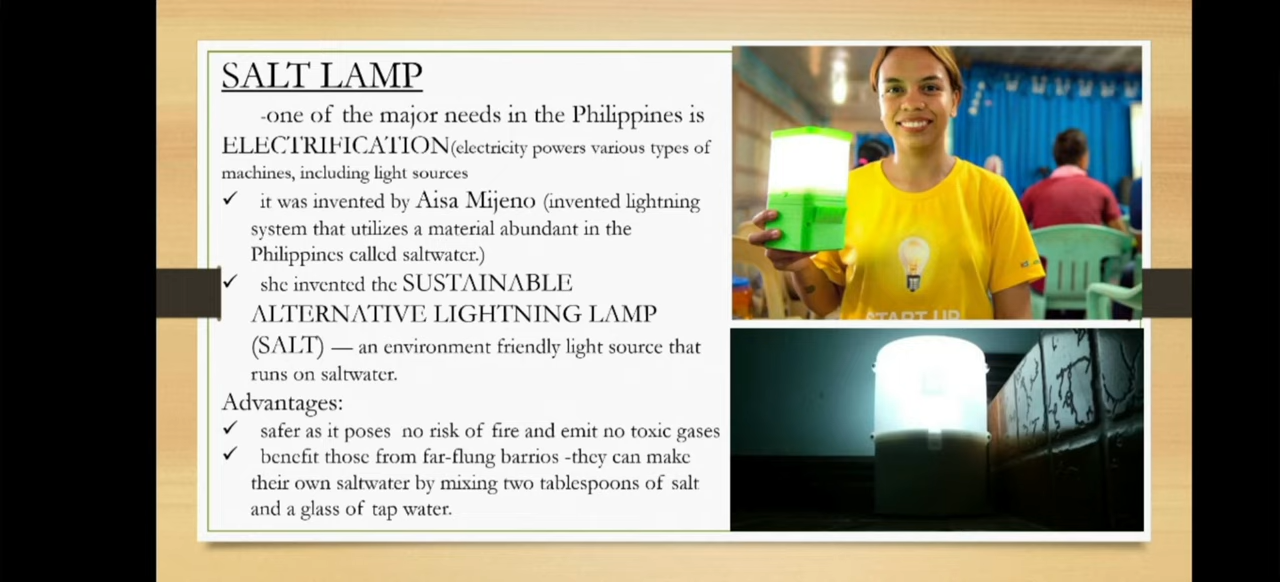 SALT LAMP
-one of the major needs in the Philippines is
ELECTRIFICATION(electricity powers various types of
machines, including light sources
✓ it was invented by Aisa Mijeno (invented lightning
system that utilizes a material abundant in the
Philippines called saltwater.)
✓ she invented the SUSTAINABLE
ALTERNATIVE LIGHTNING LAMP
(SALT) — an environment friendly light source that
runs on saltwater.
Advantages:
✓ safer as it poses no risk of fire and emit no toxic gases
✓ benefit those from far-flung barrios -they can make
their own saltwater by mixing two tablespoons of salt
and a glass of tap water.
START UP